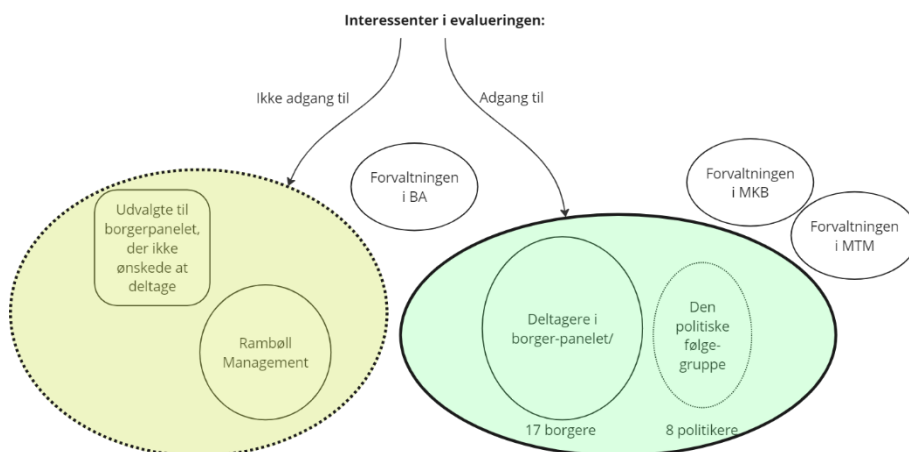 Interessenter i evalueringen:
Ikke adgang til
Adgang til
Forvaltningen
i BA
Forvaltningen
i MKB
Forvaltningen
i MTM
Udvalgte til
borgerpanelet,
der ikke
ønskede at
deltage
Rambøll
Management
Deltagere i
borger-panelet/
Den
politiske
følge-
gruppe
17 borgere
8 politikere